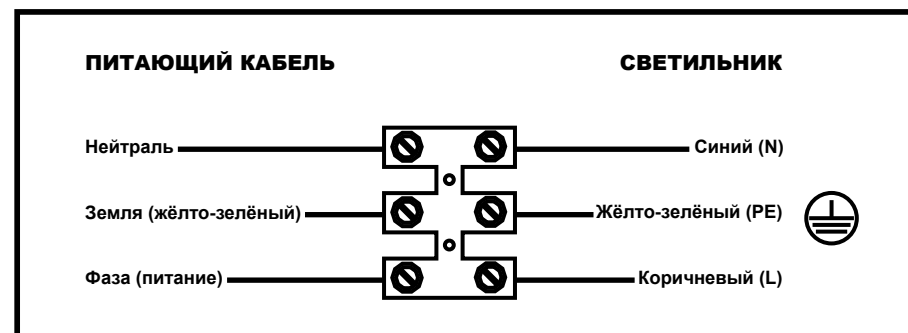 ПИТАЮЩИЙ КАБЕЛЬ СВЕТИЛЬНИК
Нейтраль Синий (N)
Земля (жёлто-зелёный) Жёлто-зелёный (PE)
Фаза (питание) Коричневый (L)